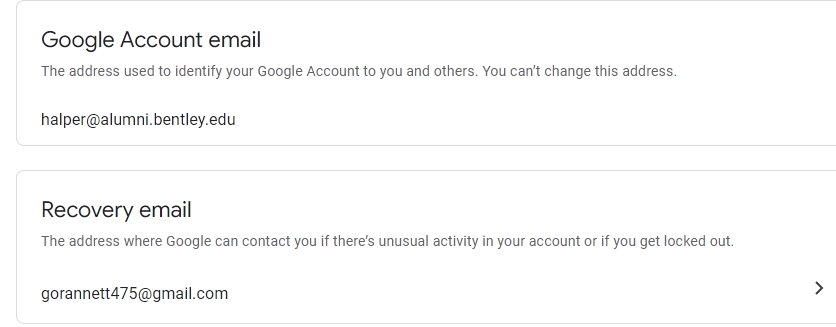 Google Account email
The address used to identify your Google Account to you and others. You can’t change this address.
halper@alumni.bentley.edu
Recovery email
The address where Google can contact you if there’s unusual activity in your account or if you get locked out.
gorannett475@gmail.com